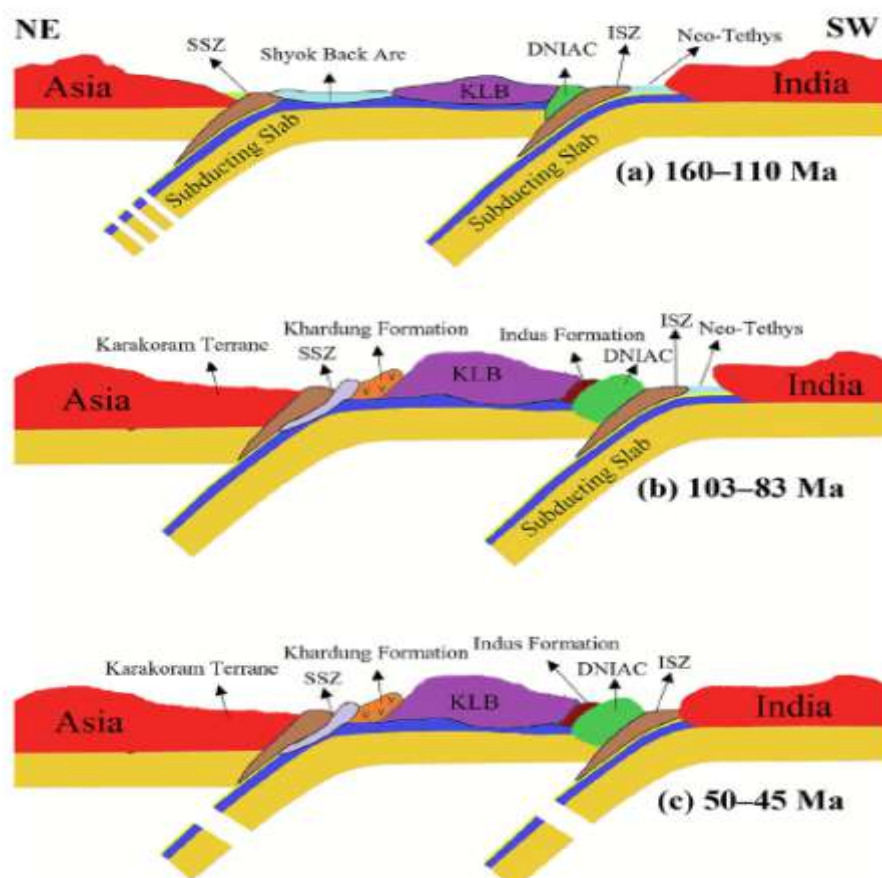 NE SW
SSZ Shyok Back Arc DNIAC ISZ Neo-Tethys
Asia KLB India
Subducting Slab Subducting Slab
(a) 160–110 Ma
Karakoram Terrane SSZ Khardung Formation Indus Formation DNIAC ISZ Neo-Tethys
Asia KLB India
Subducting Slab
(b) 103–83 Ma
Karakoram Terrane SSZ Khardung Formation Indus Formation DNIAC ISZ
Asia KLB India
(c) 50–45 Ma